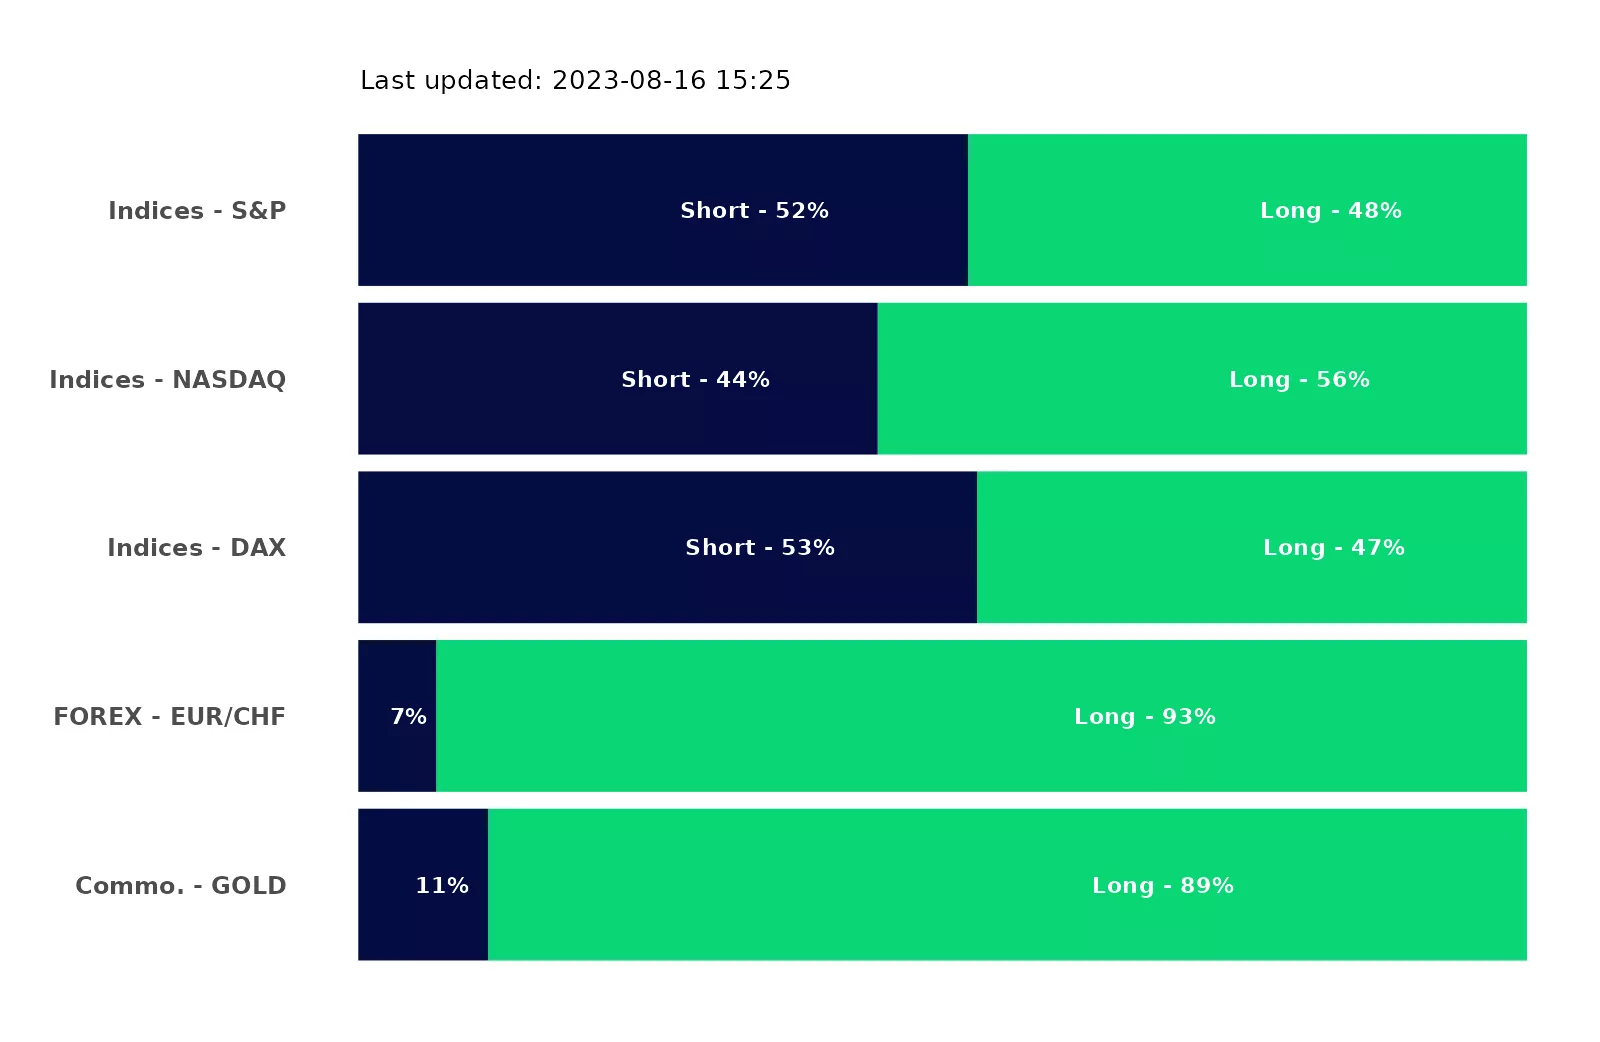 Last updated: 2023-08-16 15:25
Indices - S&P Short - 52% Long - 48%
Indices - NASDAQ Short - 44% Long - 56%
Indices - DAX Short - 53% Long - 47%
FOREX - EUR/CHF 7% Long - 93%
Commo. - GOLD 11% Long - 89%